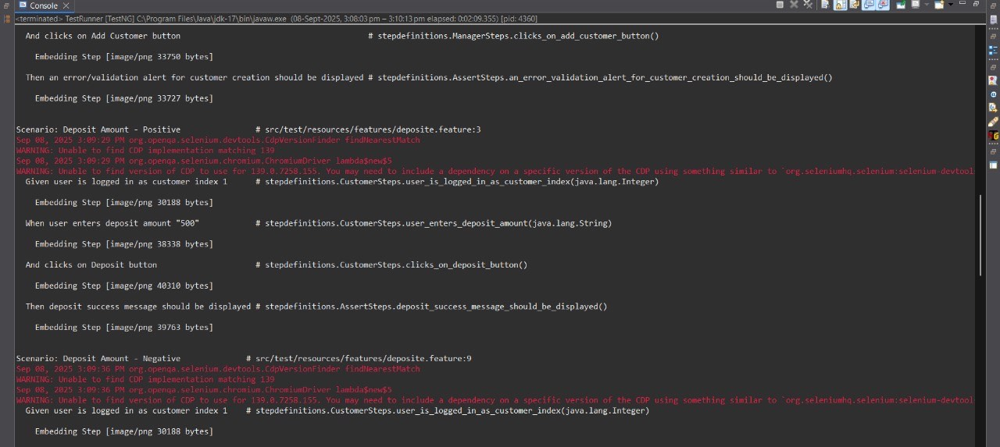 Console
<terminated> TestRunner [TestNG] C:\Program Files\Java\jdk-17\bin\javaw.exe (08-Sept-2025, 3:08:03 pm – 3:10:13 pm elapsed: 0:02:09.355) [pid: 4360]
And clicks on Add Customer button # stepdefinitions.ManagerSteps.clicks_on_add_customer_button()
Embedding Step [image/png 33750 bytes]
Then an error/validation alert for customer creation should be displayed # stepdefinitions.AssertSteps.an_error_validation_alert_for_customer_creation_should_be_displayed()
Embedding Step [image/png 33727 bytes]
Scenario: Deposit Amount - Positive # src/test/resources/features/deposite.feature:3
Sep 08, 2025 3:09:29 PM org.openqa.selenium.devtools.CdpVersionFinder findNearestMatch
WARNING: Unable to find CDP implementation matching 139
Sep 08, 2025 3:09:29 PM org.openqa.selenium.chromium.ChromiumDriver lambda$new$5
WARNING: Unable to find version of CDP to use for 139.0.7258.155. You may need to include a dependency on a specific version of the CDP using something similar to `org.seleniumhq.selenium:selenium-devtool
Given user is logged in as customer index 1 # stepdefinitions.CustomerSteps.user_is_logged_in_as_customer_index(java.lang.Integer)
Embedding Step [image/png 30188 bytes]
When user enters deposit amount "500" # stepdefinitions.CustomerSteps.user_enters_deposit_amount(java.lang.String)
Embedding Step [image/png 38338 bytes]
And clicks on Deposit button # stepdefinitions.CustomerSteps.clicks_on_deposit_button()
Embedding Step [image/png 40310 bytes]
Then deposit success message should be displayed # stepdefinitions.AssertSteps.deposit_success_message_should_be_displayed()
Embedding Step [image/png 39763 bytes]
Scenario: Deposit Amount - Negative # src/test/resources/features/deposite.feature:9
Sep 08, 2025 3:09:36 PM org.openqa.selenium.devtools.CdpVersionFinder findNearestMatch
WARNING: Unable to find CDP implementation matching 139
Sep 08, 2025 3:09:36 PM org.openqa.selenium.chromium.ChromiumDriver lambda$new$5
WARNING: Unable to find version of CDP to use for 139.0.7258.155. You may need to include a dependency on a specific version of the CDP using something similar to `org.seleniumhq.selenium:selenium-devtool
Given user is logged in as customer index 1 # stepdefinitions.CustomerSteps.user_is_logged_in_as_customer_index(java.lang.Integer)
Embedding Step [image/png 30188 bytes]